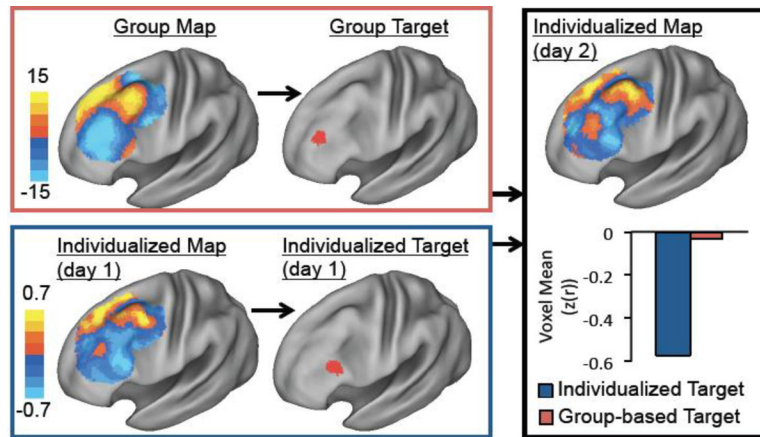 Group Map
Group Target
15
-15
Individualized Map
(day 1)
Individualized Target
(day 1)
0.7
-0.7
Individualized Map
(day 2)
Voxel Mean
(z(r))
0
-0.2
-0.4
-0.6
Individualized Target
Group-based Target